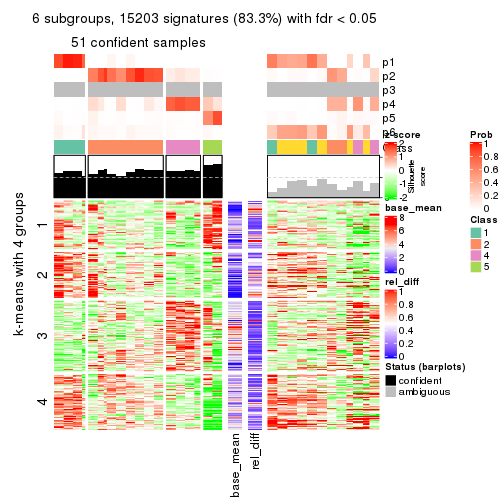 6 subgroups, 15203 signatures (83.3%) with fdr < 0.05
51 confident samples
p1
p2
p3
p4
p5
p6
Class
k-means with 4 groups
1
2
3
4
Silhouette
score
base_mean
rel_diff
z-score
2
1
0
-1
-2
base_mean
8
6
4
2
0
rel_diff
1
0.8
0.6
0.4
0.2
0
Status (barplots)
confident
ambiguous
Prob
1
0.8
0.6
0.4
0.2
0
Class
1
2
4
5